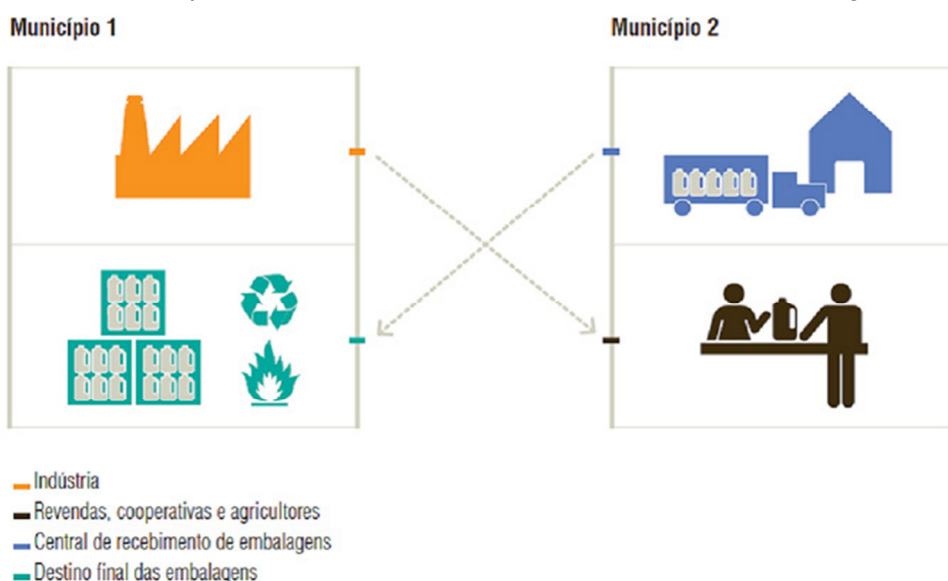 Município 1
Município 2
Indústria
Revendas, cooperativas e agricultores
Central de recebimento de embalagens
Destino final das embalagens